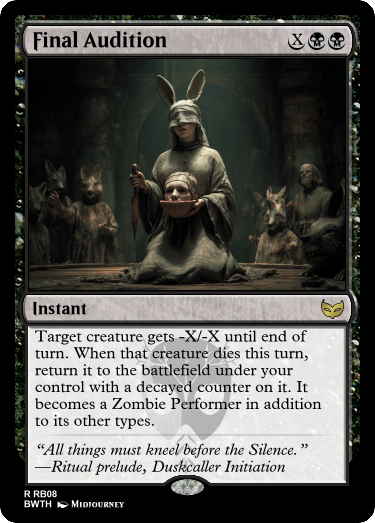 Final Audition X
Instant
Target creature gets -X/-X until end of
turn. When that creature dies this turn,
return it to the battlefield under your
control with a decayed counter on it. It
becomes a Zombie Performer in addition
to its other types.
“All things must kneel before the Silence.”
—Ritual prelude, Duskcaller Initiation
R RB08
BWTH Midjourney